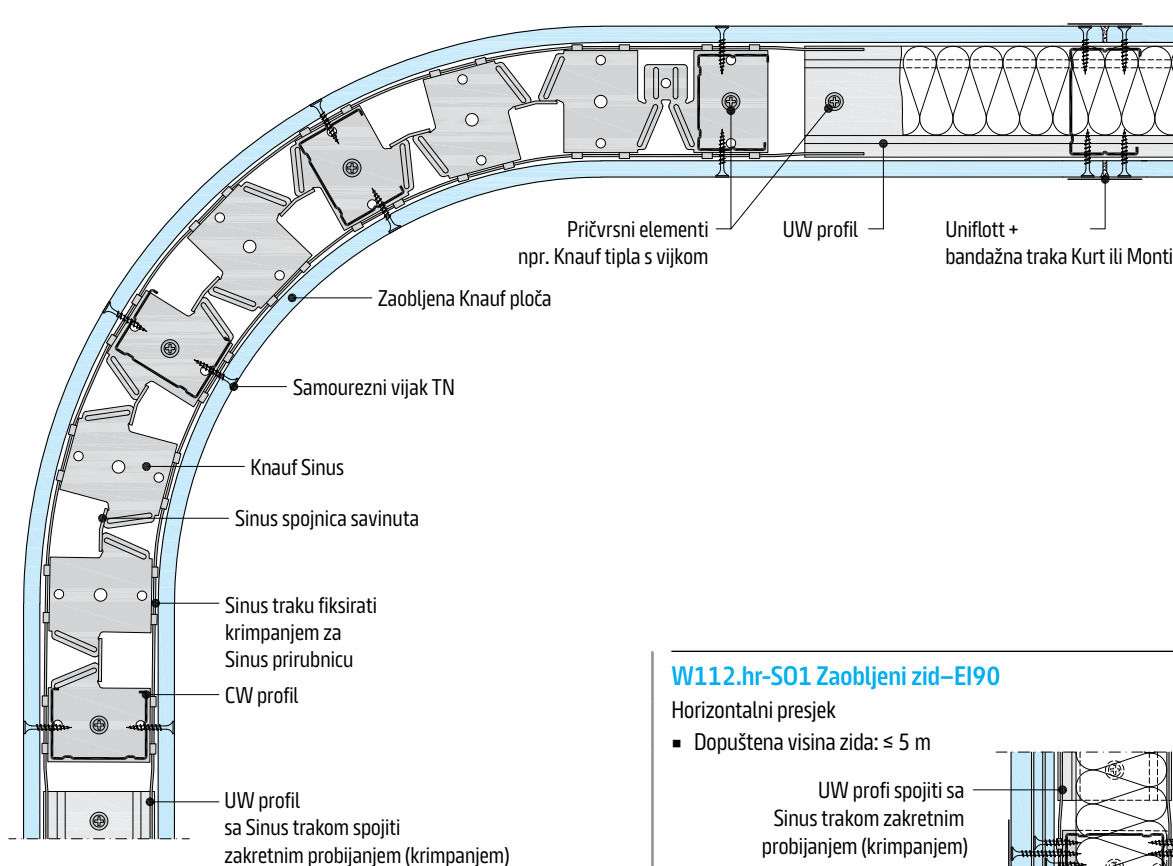 Pričvrsni elementi
npr. Knauf tipla s vijkom
UW profil
Uniflott +
bandažna traka Kurt ili Monti
Zaobljena Knauf ploča
Samourezni vijak TN
Knauf Sinus
Sinus spojnica savinuta
Sinus traku fiksirati
krimpanjem za
Sinus prirubnicu
CW profil
UW profil
sa Sinus trakom spojiti
zakretnim probijanjem (krimpanjem)
W112.hr-SO1 Zaobljeni zid–EI90
Horizontalni presjek
▪ Dopuštena visina zida: ≤ 5 m
UW profi spojiti sa
Sinus trakom zakretnim
probijanjem (krimpanjem)